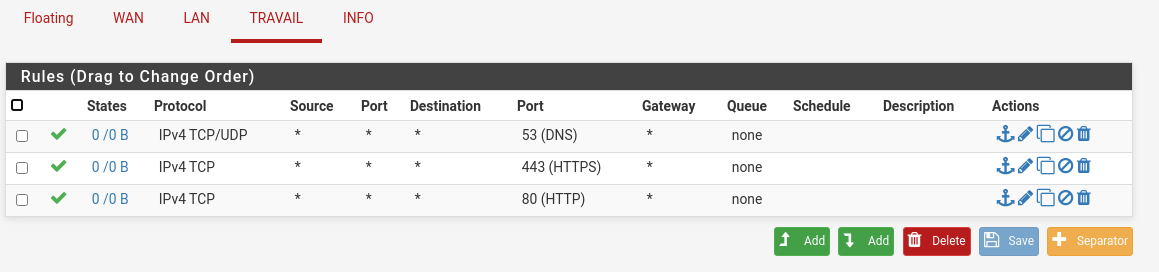 Floating WAN LAN TRAVAIL INFO
Rules (Drag to Change Order)
States Protocol Source Port Destination Port Gateway Queue Schedule Description Actions
0 /0 B IPv4 TCP/UDP * * * 53 (DNS) * none
0 /0 B IPv4 TCP * * * 443 (HTTPS) * none
0 /0 B IPv4 TCP * * * 80 (HTTP) * none
Add Add Delete Save Separator